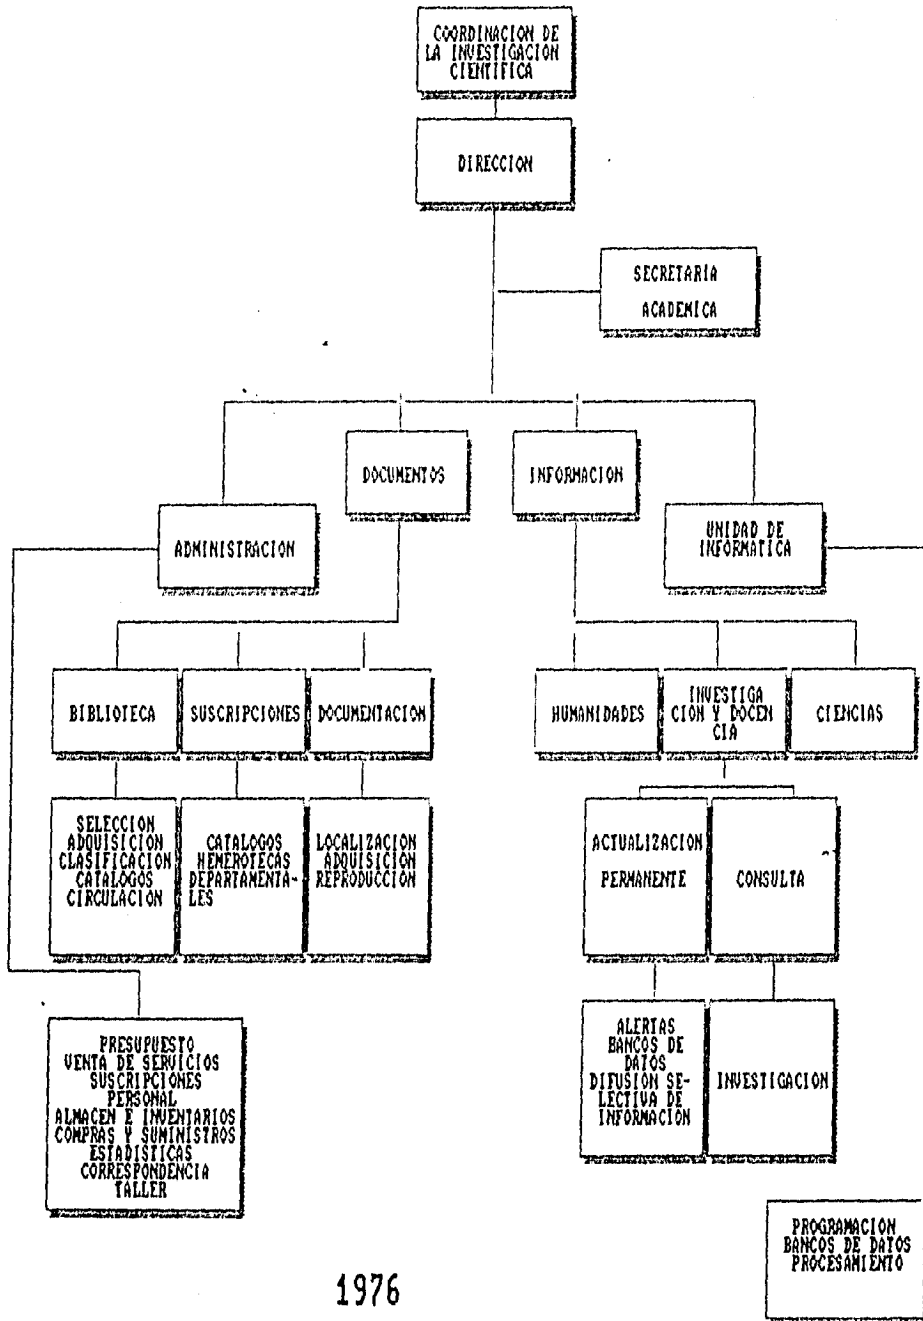 COORDINACION DE
LA INVESTIGACION
CIENTIFICA
DIRECCION
SECRETARIA
ACADEMICA
DOCUMENTOS
INFORMACION
ADMINISTRACION
UNIDAD DE
INFORMATICA
BIBLIOTECA
SUSCRIPCIONES
DOCUMENTACION
HUMANIDADES
INVESTIGA
CION Y DOCEN
CIA
CIENCIAS
SELECCION
ADQUISICION
CLASIFICACION
CATALOGOS
CIRCULACION
CATALOGOS
HEMEROTECAS
DEPARTAMENTA-
LES
LOCALIZACION
ADQUISICION
REPRODUCCION
ACTUALIZACION
PERMANENTE
CONSULTA
PRESUPUESTO
VENTA DE SERVICIOS
SUSCRIPCIONES
PERSONAL
ALMACEN E INVENTARIOS
COMPRAS Y SUMINISTROS
ESTADISTICAS
CORRESPONDENCIA
TALLER
ALERTAS
BANCOS DE
DATOS
DIFUSIÓN SE-
LECTIVA DE
INFORMACIÓN
INVESTIGACION
PROGRAMACION
BANCOS DE DATOS
PROCESAMIENTO
1976